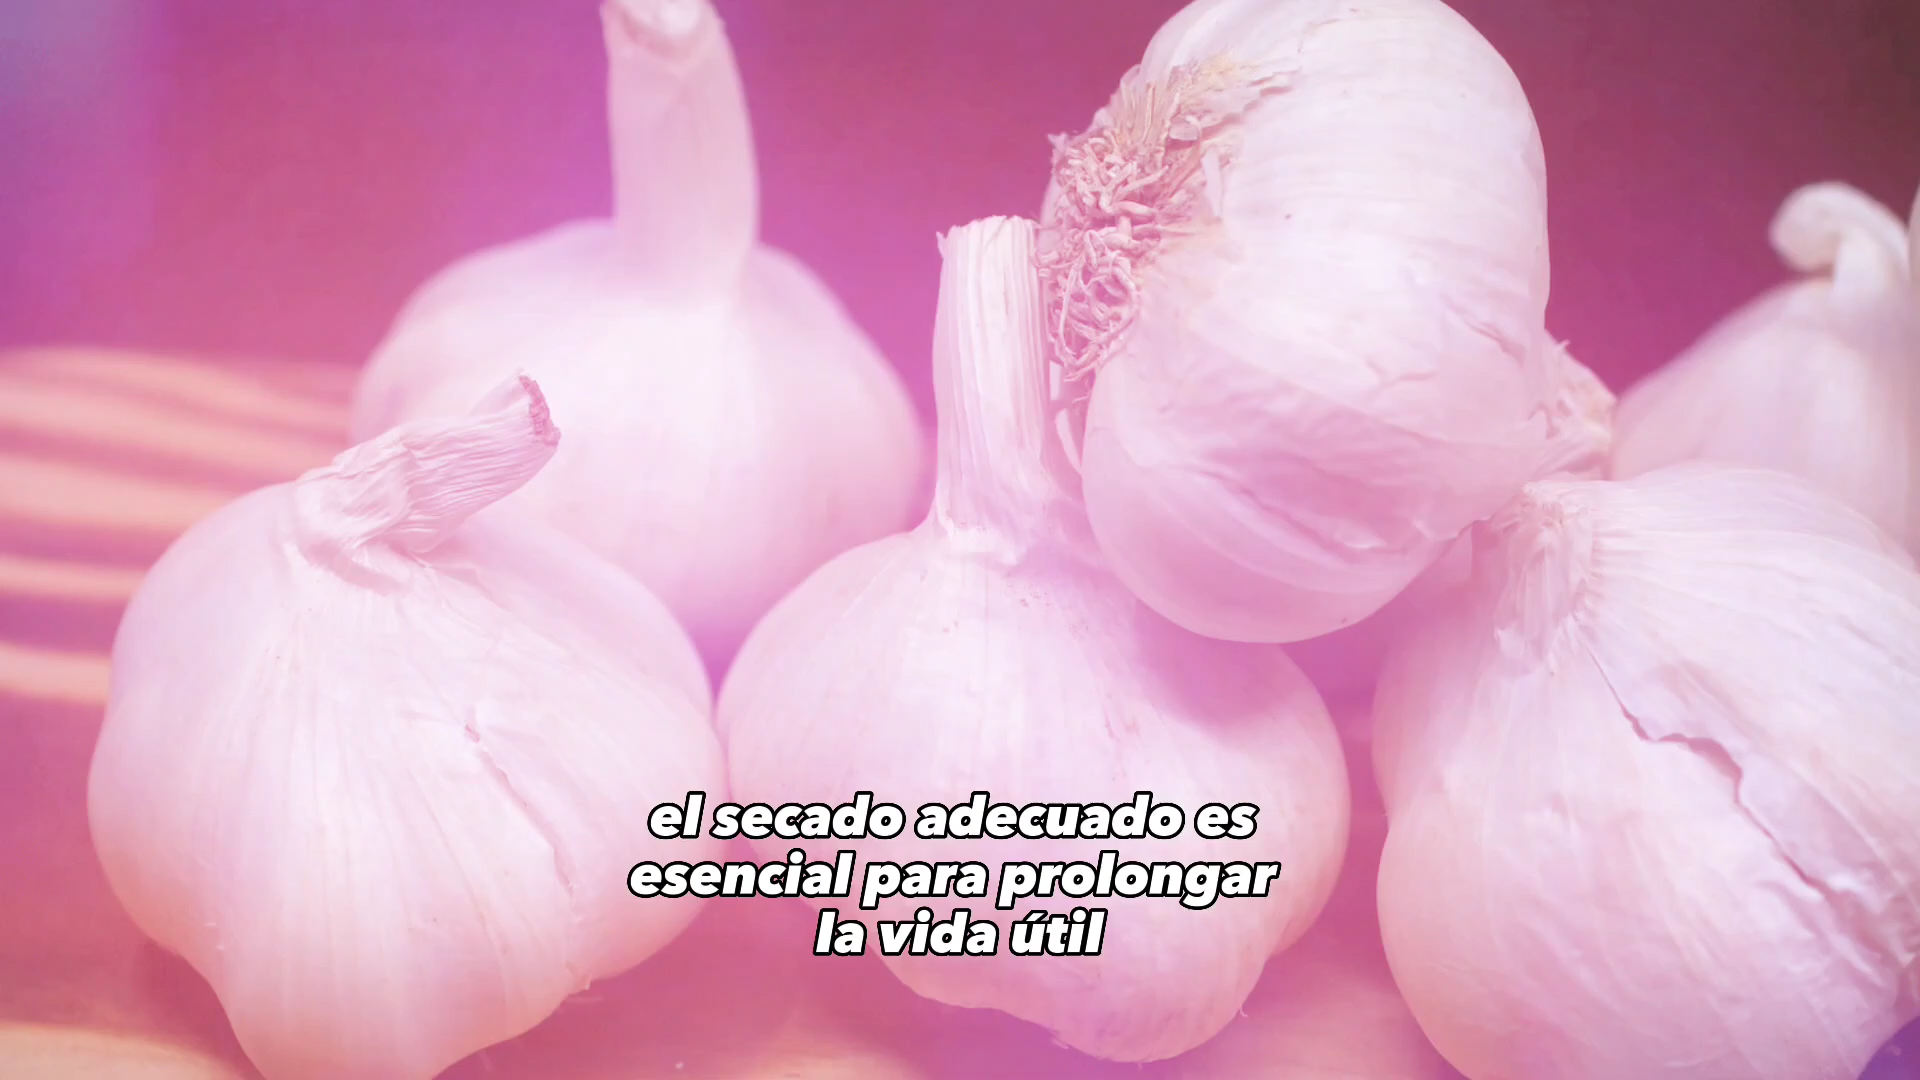 el secado adecuado es
esencial para prolongar
la vida útil